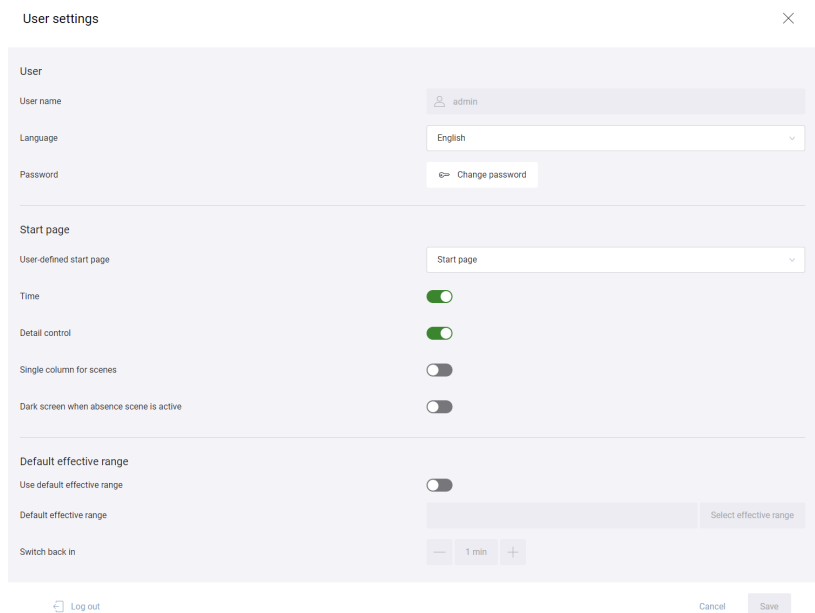 User settings
User
User name
admin
Language
English
Password
Change password
Start page
User-defined start page
Start page
Time
Detail control
Single column for scenes
Dark screen when absence scene is active
Default effective range
Use default effective range
Default effective range
Select effective range
Switch back in
1 min
Log out
Cancel
Save